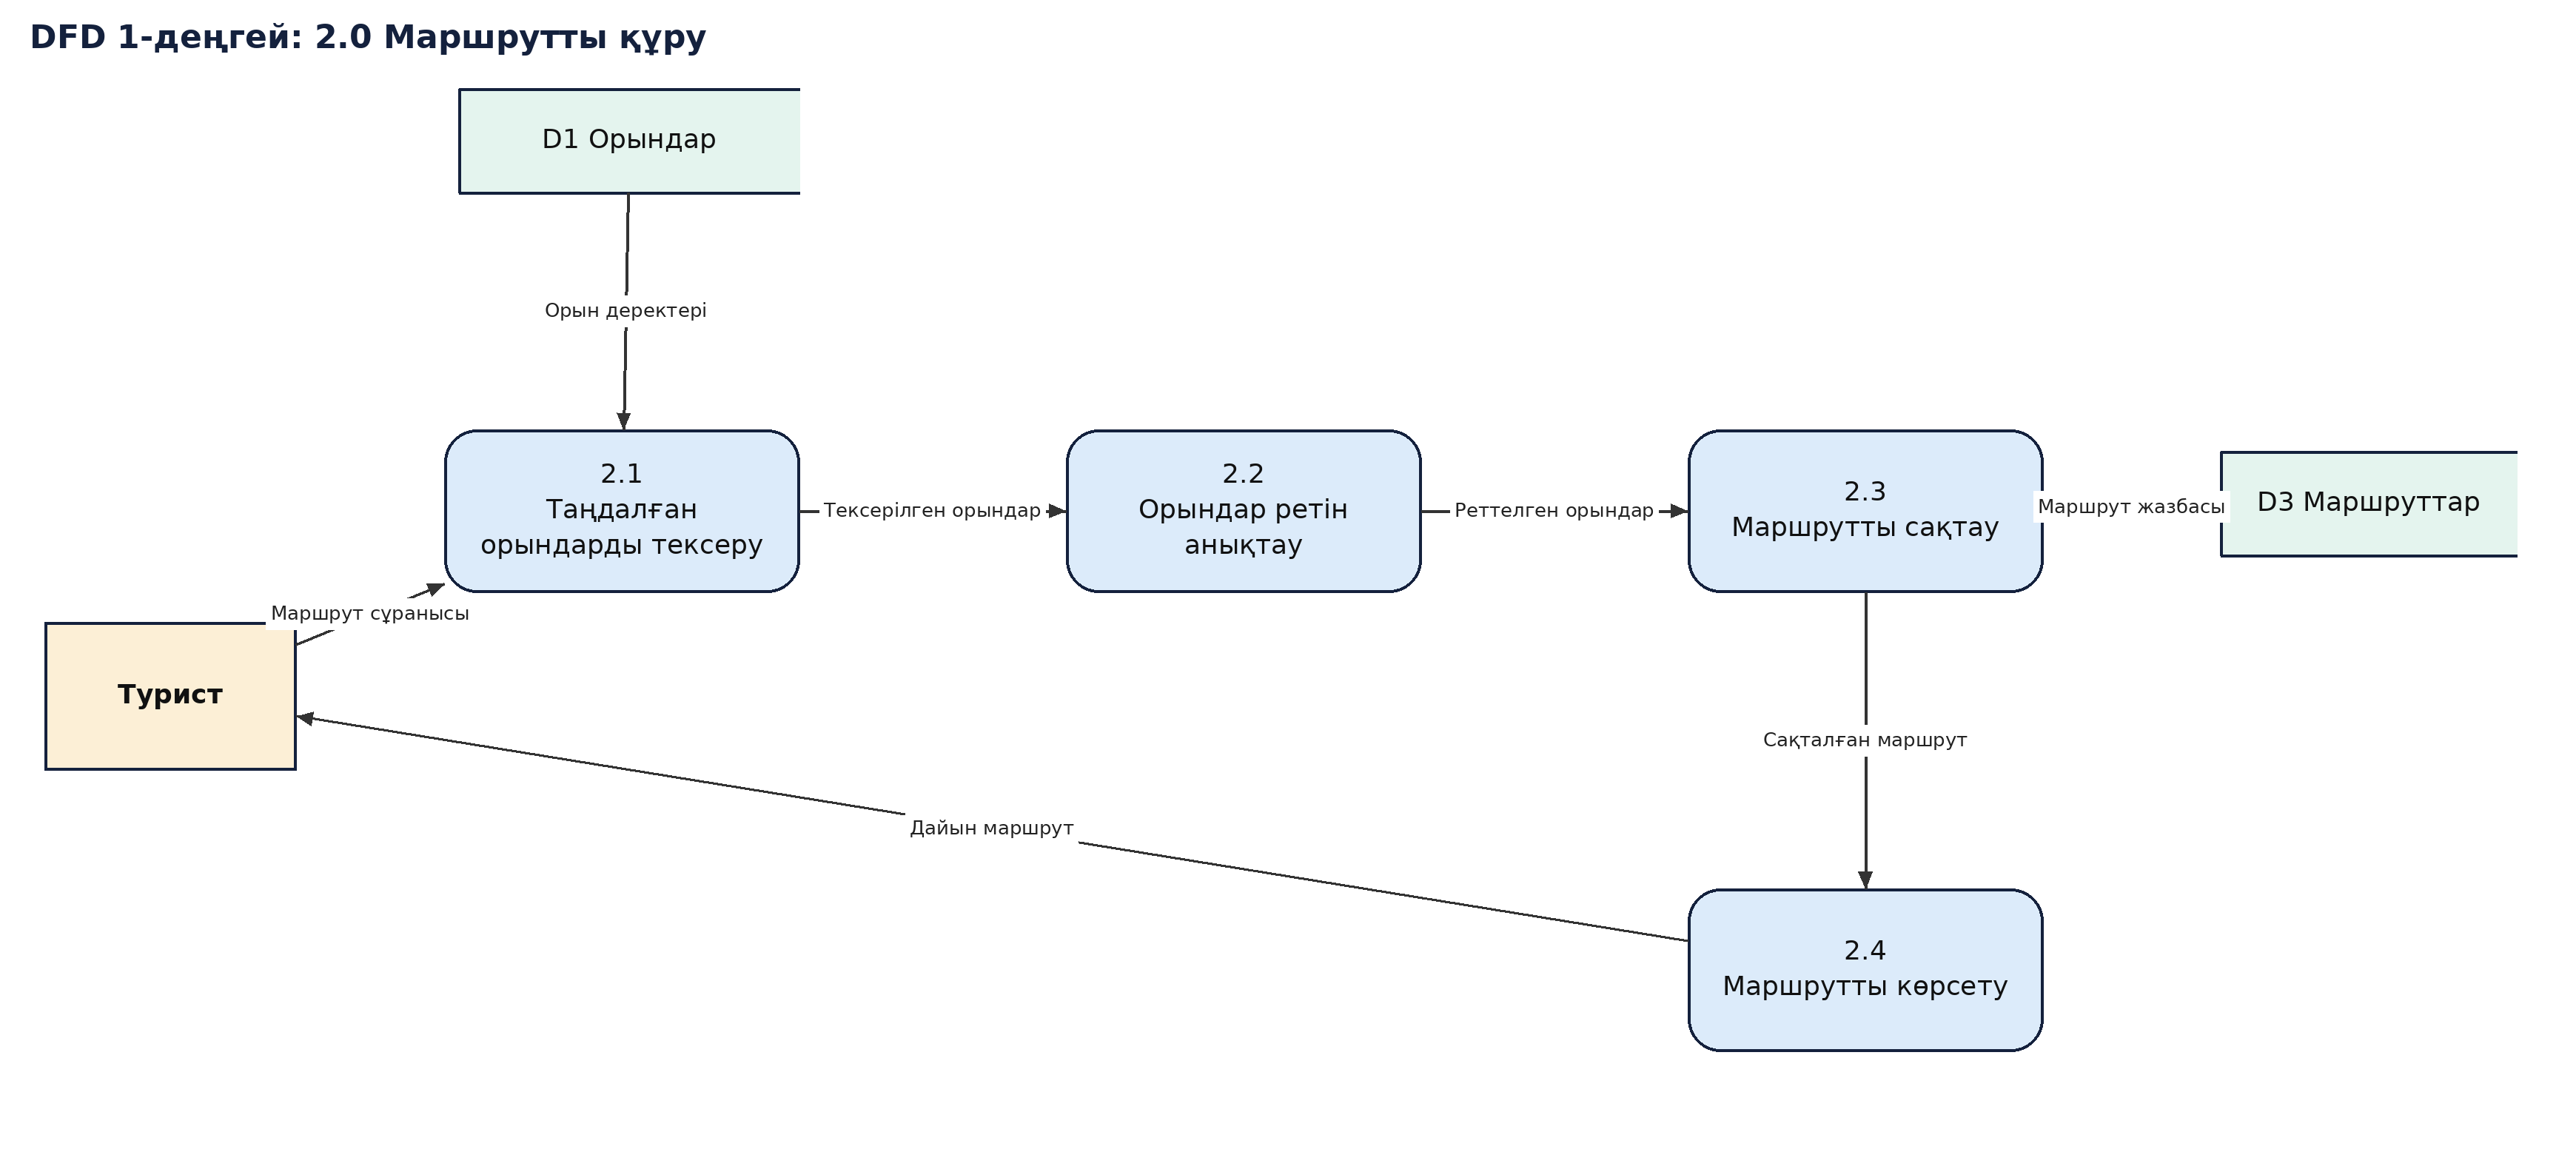 DFD 1-деңгей: 2.0 Маршрутты құру
D1 Орындар
Орын деректері
2.1
Таңдалған
орындарды тексеру
Тексерілген орындар
2.2
Орындар ретін
анықтау
Реттелген орындар
2.3
Маршрутты сақтау
Маршрут жазбасы
D3 Маршруттар
Маршрут сұранысы
Турист
Сақталған маршрут
Дайын маршрут
2.4
Маршрутты көрсету